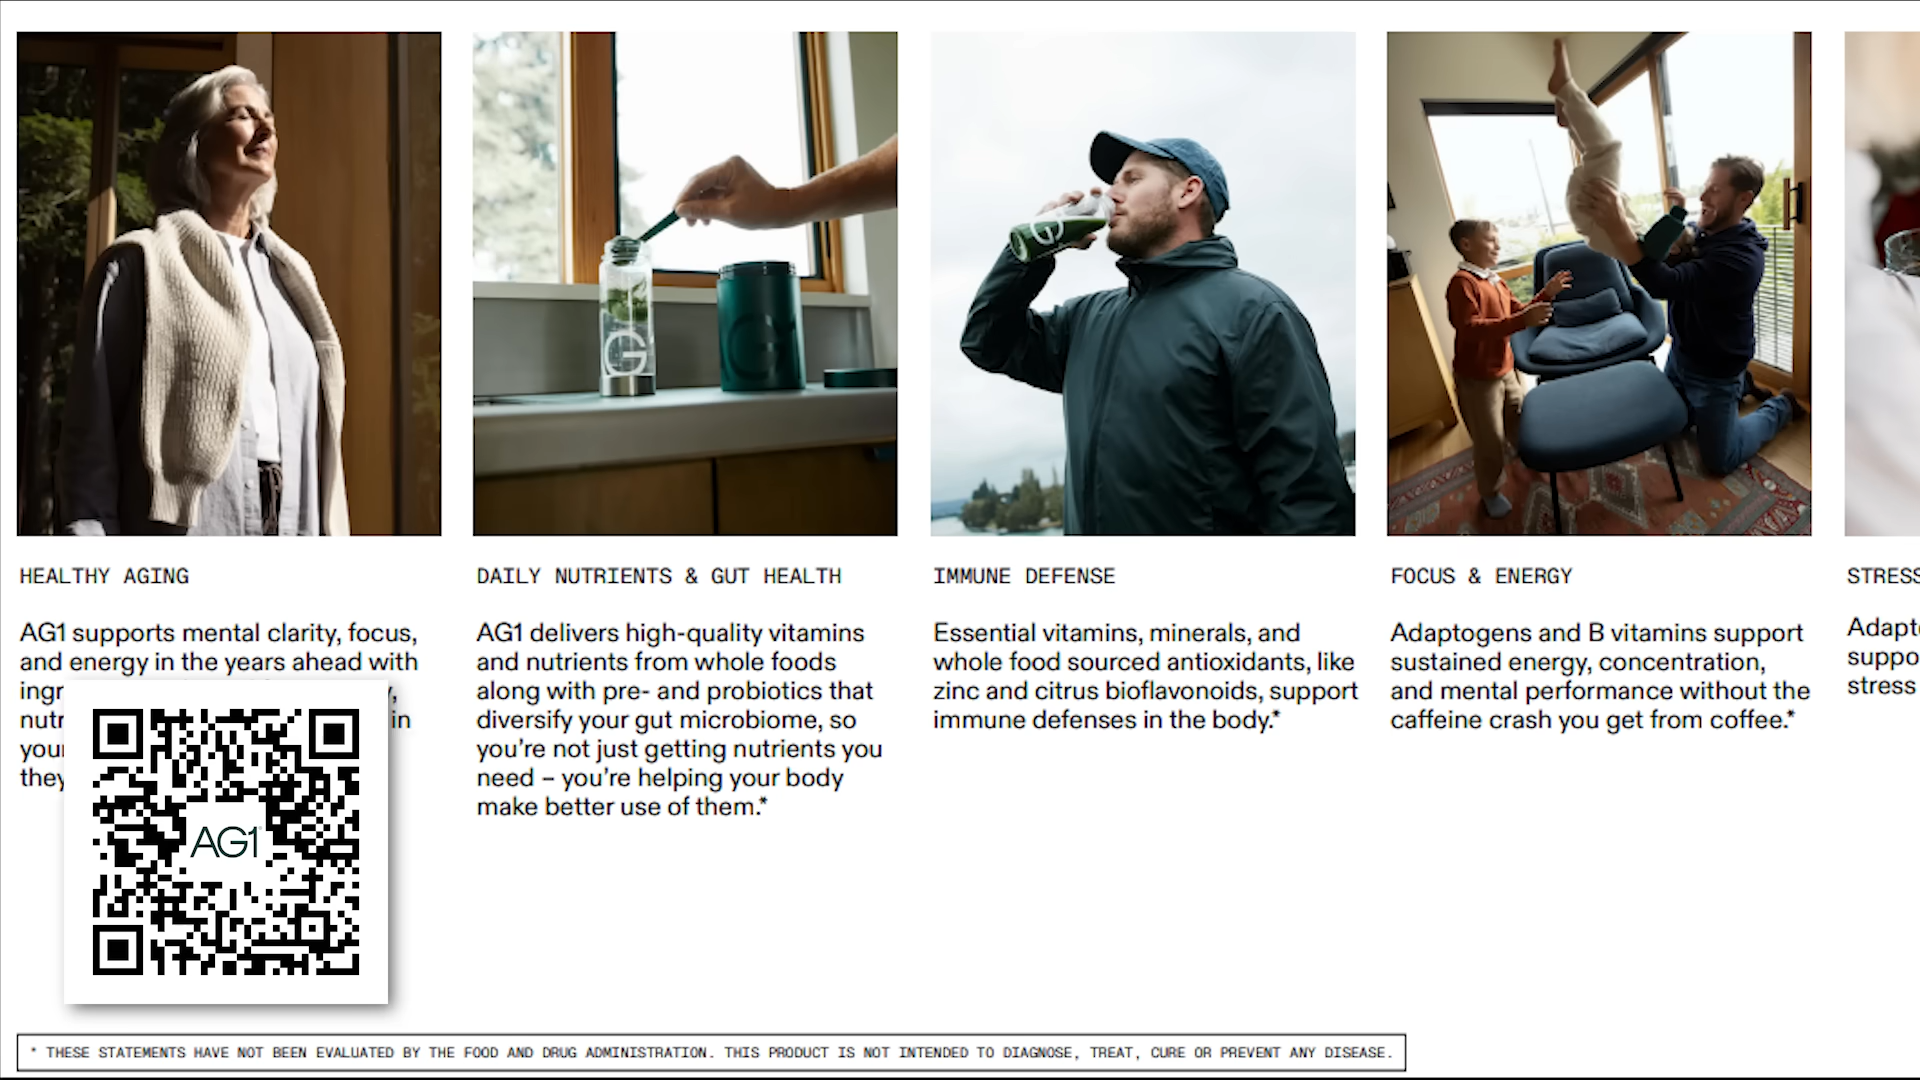 HEALTHY AGING
AG1 supports mental clarity, focus,
and energy in the years ahead with
in
they
AG1
DAILY NUTRIENTS & GUT HEALTH
AG1 delivers high-quality vitamins
and nutrients from whole foods
along with pre- and probiotics that
diversify your gut microbiome, so
you're not just getting nutrients you
need – you're helping your body
make better use of them.*
IMMUNE DEFENSE
Essential vitamins, minerals, and
whole food sourced antioxidants, like
zinc and citrus bioflavonoids, support
immune defenses in the body.*
FOCUS & ENERGY
Adaptogens and B vitamins support
sustained energy, concentration,
and mental performance without the
caffeine crash you get from coffee.*
STRESS
stress
* THESE STATEMENTS HAVE NOT BEEN EVALUATED BY THE FOOD AND DRUG ADMINISTRATION. THIS PRODUCT IS NOT INTENDED TO DIAGNOSE, TREAT, CURE OR PREVENT ANY DISEASE.